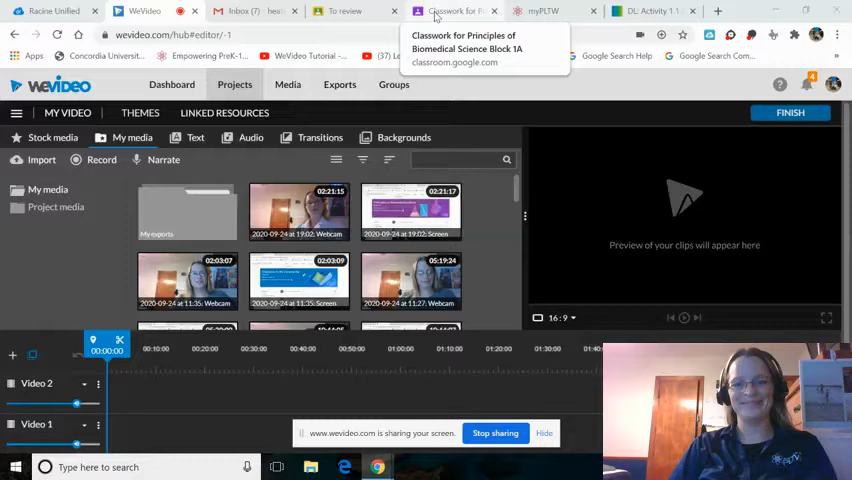 Racine Unified
WeVideo
Inbox (7) - heat
To review
Classwork for Pr
myPLTW
DL: Activity 1.1
wevideo.com/hub#editor/-1
Classwork for Principles of
Biomedical Science Block 1A
classroom.google.com
Apps
Concordia Universi...
Empowering PreK-1...
WeVideo Tutorial -...
(37) L
Google Search Help
Google Search Com...
WeVideo
Dashboard
Projects
Media
Exports
Groups
4
MY VIDEO
THEMES
LINKED RESOURCES
FINISH
Stock media
My media
Text
Audio
Transitions
Backgrounds
Import
Record
Narrate
My media
Project media
My exports
02:21:15
2020-09-24 at 19:02: Webcam
02:21:17
2020-09-24 at 19:02: Screen
02:03:07
2020-09-24 at 11:35: Webcam
02:03:09
2020-09-24 at 11:35: Screen
05:19:24
2020-09-24 at 11:27: Webcam
Preview of your clips will appear here
16:9
00:00:00
00:10:00
00:20:00
00:30:00
00:40:00
00:50:00
01:00:00
01:10:00
01:20:00
01:30:00
01:40:
Video 2
Video 1
www.wevideo.com is sharing your screen.
Stop sharing
Hide
Type here to search